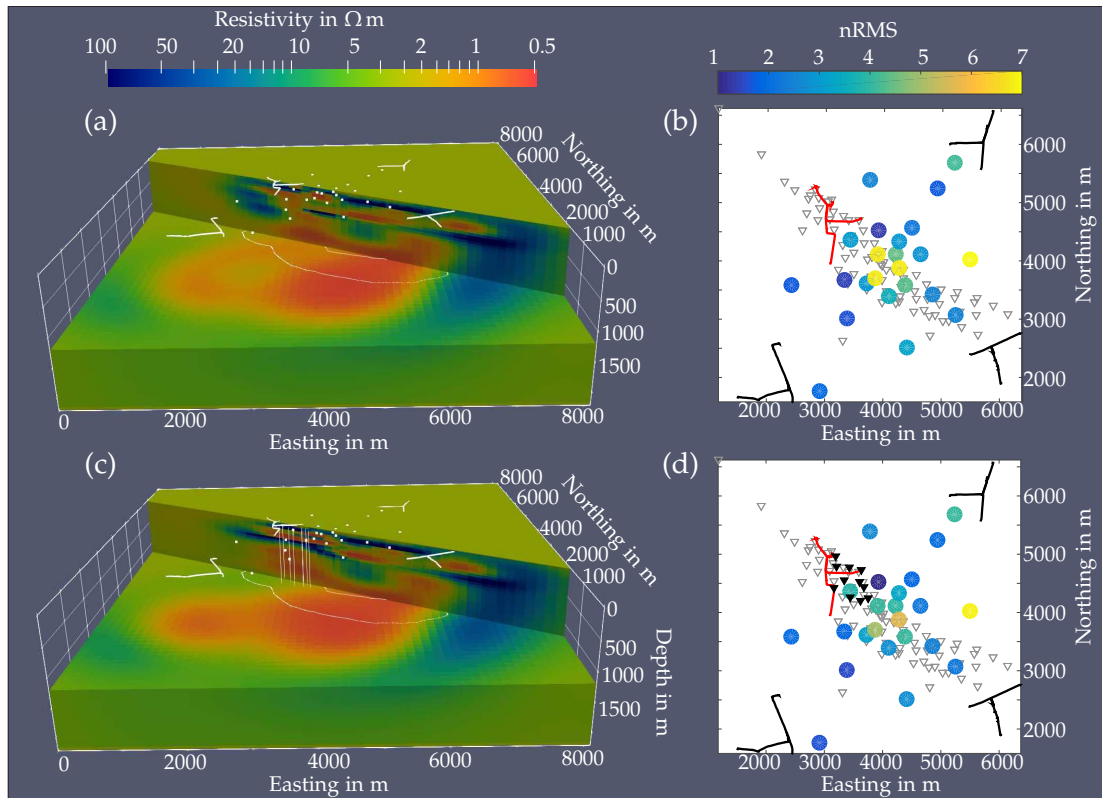 Resistivity in Ω m
100 50 20 10 5 2 1 0.5
nRMS
1 2 3 4 5 6 7
(a)
8000
6000
4000
2000
1000
Northing in m
0
500
1000
1500
0 2000 4000 6000 8000
Easting in m
(b)
6000
5000
4000
3000
2000
Northing in m
2000 3000 4000 5000 6000
Easting in m
(c)
8000
6000
4000
2000
1000
Northing in m
0
500
1000
1500
Depth in m
0 2000 4000 6000 8000
Easting in m
(d)
6000
5000
4000
3000
2000
Northing in m
2000 3000 4000 5000 6000
Easting in m